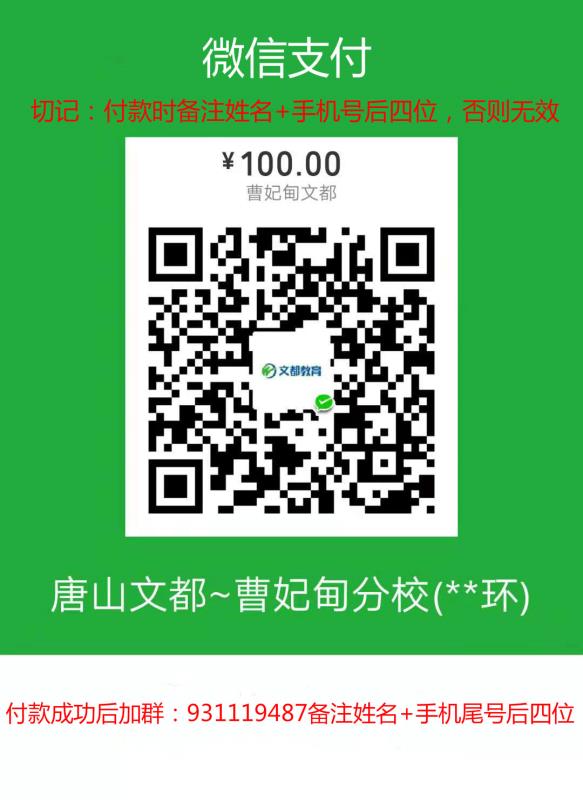 微信支付
切记：付款时备注姓名+手机号后四位，否则无效
¥100.00
曹妃甸文都
文都教育
唐山文都~曹妃甸分校(**环)
付款成功后加群：931119487备注姓名+手机尾号后四位